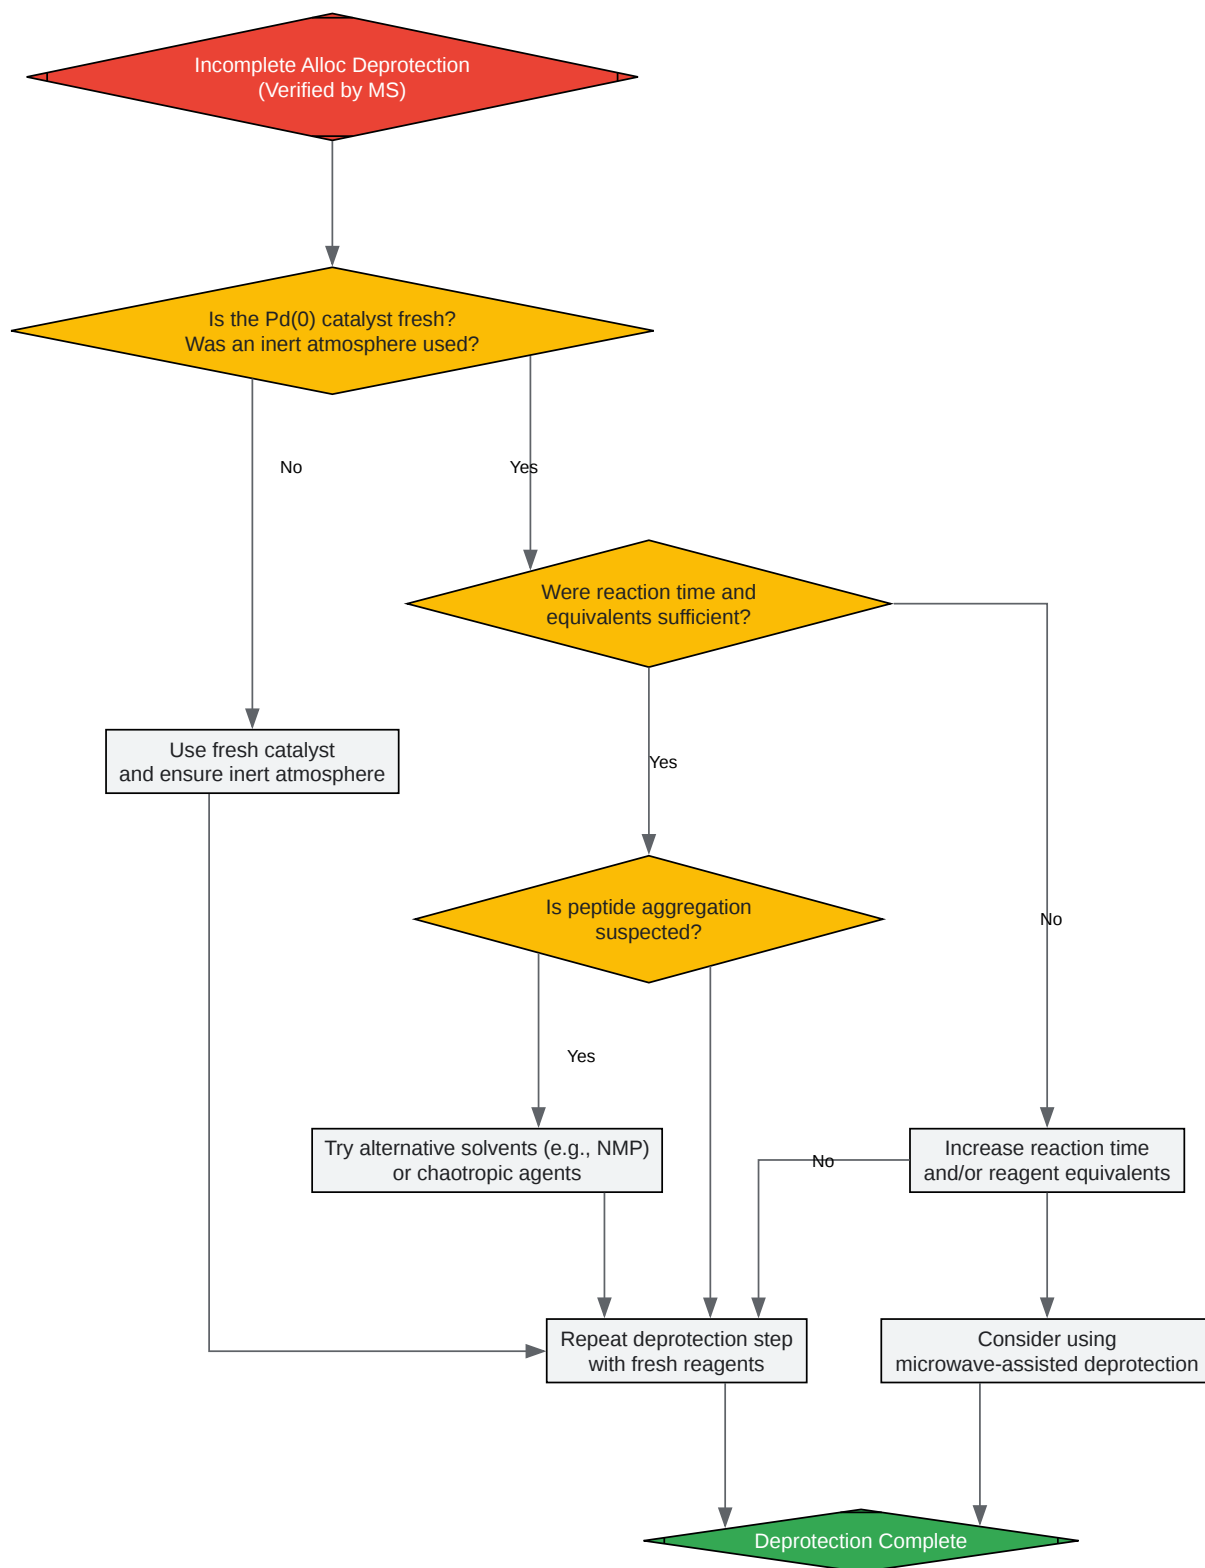 Incomplete Alloc Deprotection
(Verified by MS)
Is the Pd(0) catalyst fresh?
Was an inert atmosphere used?
No
Yes
Were reaction time and
equivalents sufficient?
Use fresh catalyst
and ensure inert atmosphere
Yes
Is peptide aggregation
suspected?
No
Yes
Try alternative solvents (e.g., NMP)
or chaotropic agents
No
Increase reaction time
and/or reagent equivalents
Repeat deprotection step
with fresh reagents
Consider using
microwave-assisted deprotection
Deprotection Complete